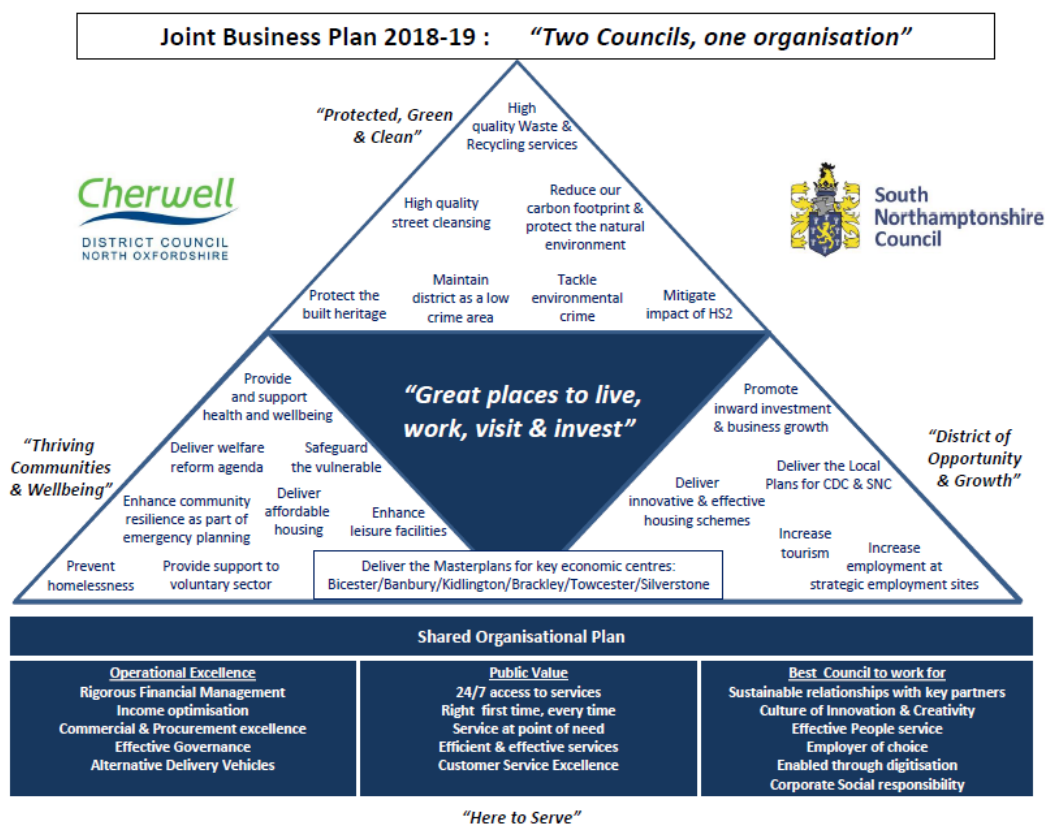 Joint Business Plan 2018-19 : “Two Councils, one organisation”
“Protected, Green
& Clean”
High
quality Waste &
Recycling services
Cherwell
DISTRICT COUNCIL
NORTH OXFORDSHIRE
High quality
street cleansing
Reduce our
carbon footprint &
protect the natural
environment
South
Northamptonshire
Council
Protect the
built heritage
Maintain
district as a low
crime area
Tackle
environmental
crime
Mitigate
impact of HS2
“Great places to live,
work, visit & invest”
“Thriving
Communities
& Wellbeing”
Provide
and support
health and wellbeing
Deliver welfare
reform agenda
Safeguard
the vulnerable
Enhance community
resilience as part of
emergency planning
Deliver
affordable
housing
Enhance
leisure facilities
Prevent
homelessness
Provide support to
voluntary sector
Deliver the Masterplans for key economic centres:
Bicester/Banbury/Kidlington/Brackley/Towcester/Silverstone
Promote
inward investment
& business growth
“District of
Opportunity
& Growth”
Deliver the Local
Plans for CDC & SNC
Deliver
innovative & effective
housing schemes
Increase
tourism
Increase
employment at
strategic employment sites
Shared Organisational Plan
Operational Excellence
Rigorous Financial Management
Income optimisation
Commercial & Procurement excellence
Effective Governance
Alternative Delivery Vehicles
Public Value
24/7 access to services
Right first time, every time
Service at point of need
Efficient & effective services
Customer Service Excellence
Best Council to work for
Sustainable relationships with key partners
Culture of Innovation & Creativity
Effective People service
Employer of choice
Enabled through digitisation
Corporate Social responsibility
“Here to Serve”